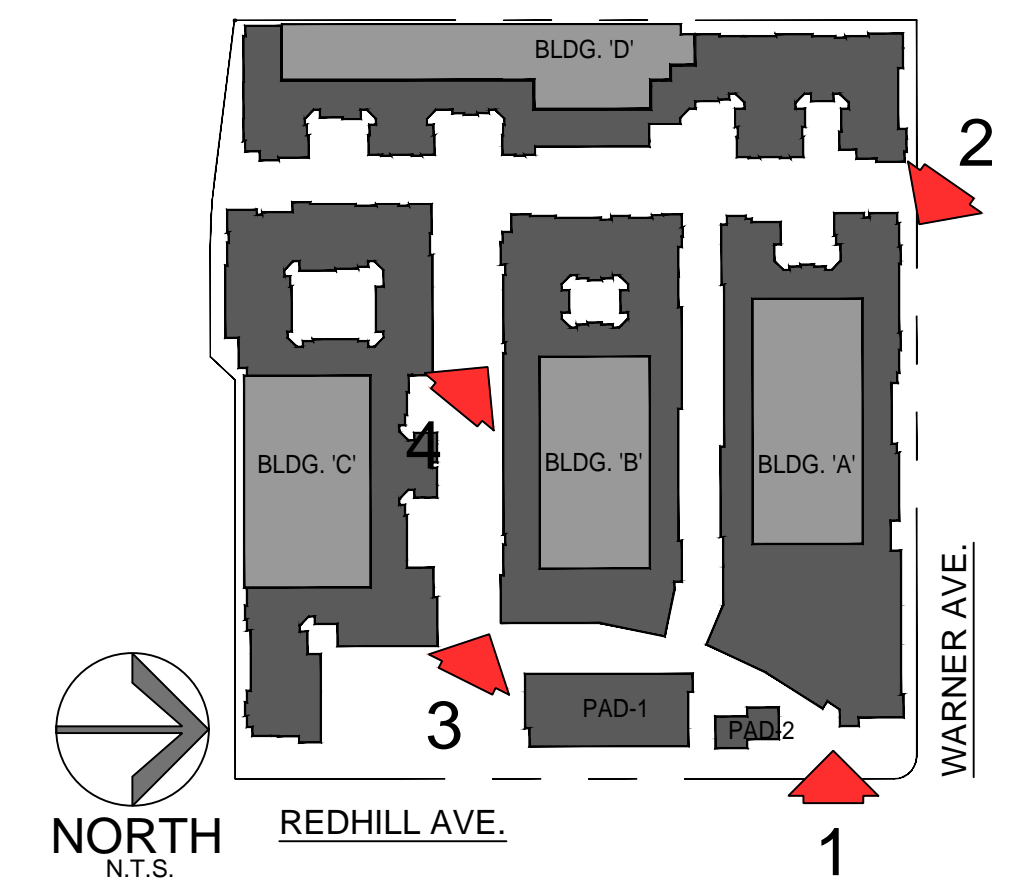 BLDG. 'D'
2
4
BLDG. 'C'
BLDG. 'B'
BLDG. 'A'
WARNER AVE.
PAD-1
PAD-2
3
NORTH
N.T.S.
REDHILL AVE.
1